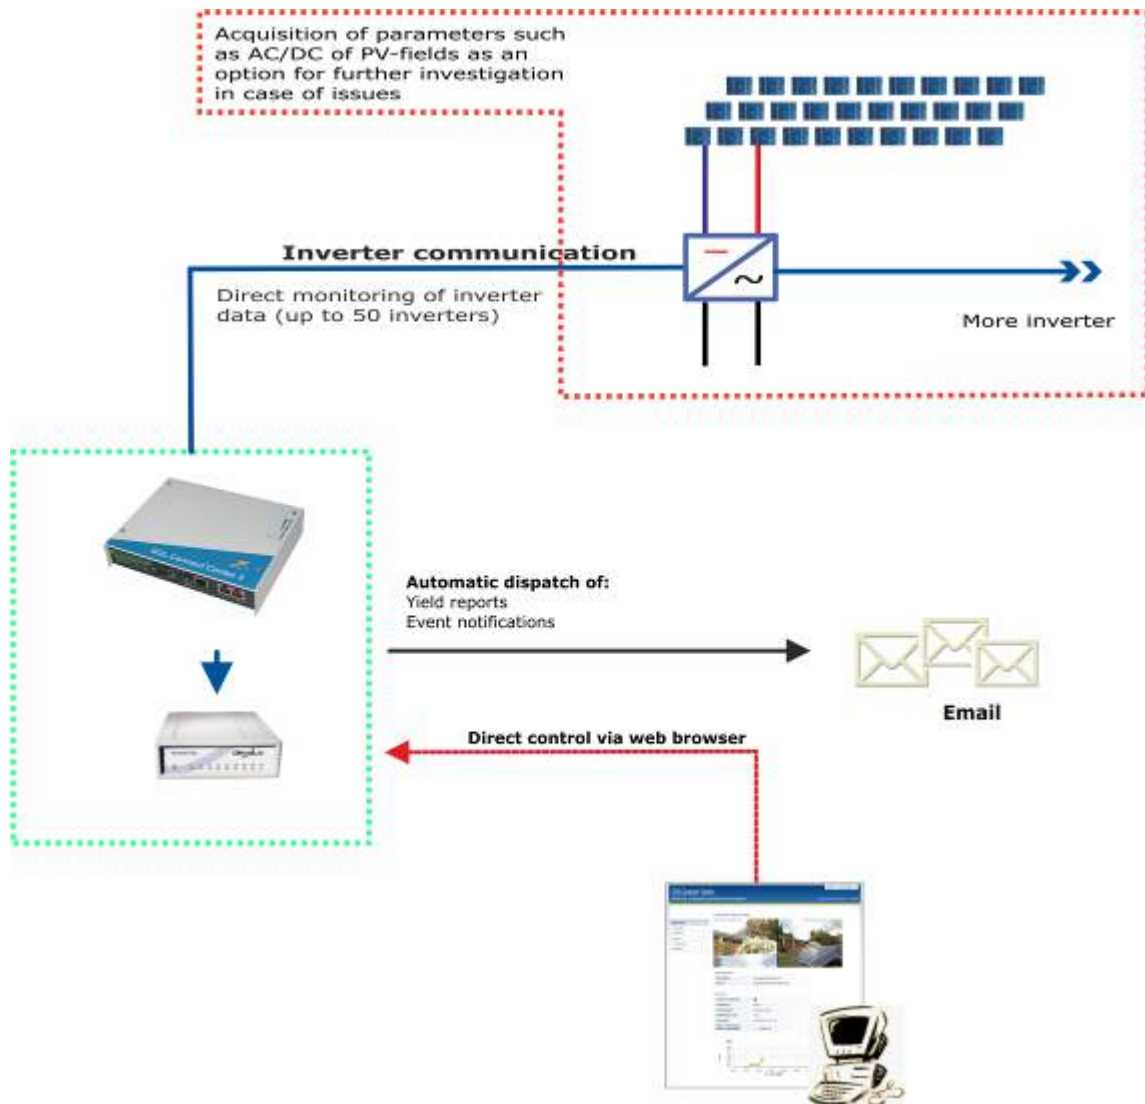 Acquisition of parameters such
as AC/DC of PV-fields as an
option for further investigation
in case of issues
Inverter communication
Direct monitoring of inverter
data (up to 50 inverters)
More inverter
Automatic dispatch of:
Yield reports
Event notifications
Email
Direct control via web browser